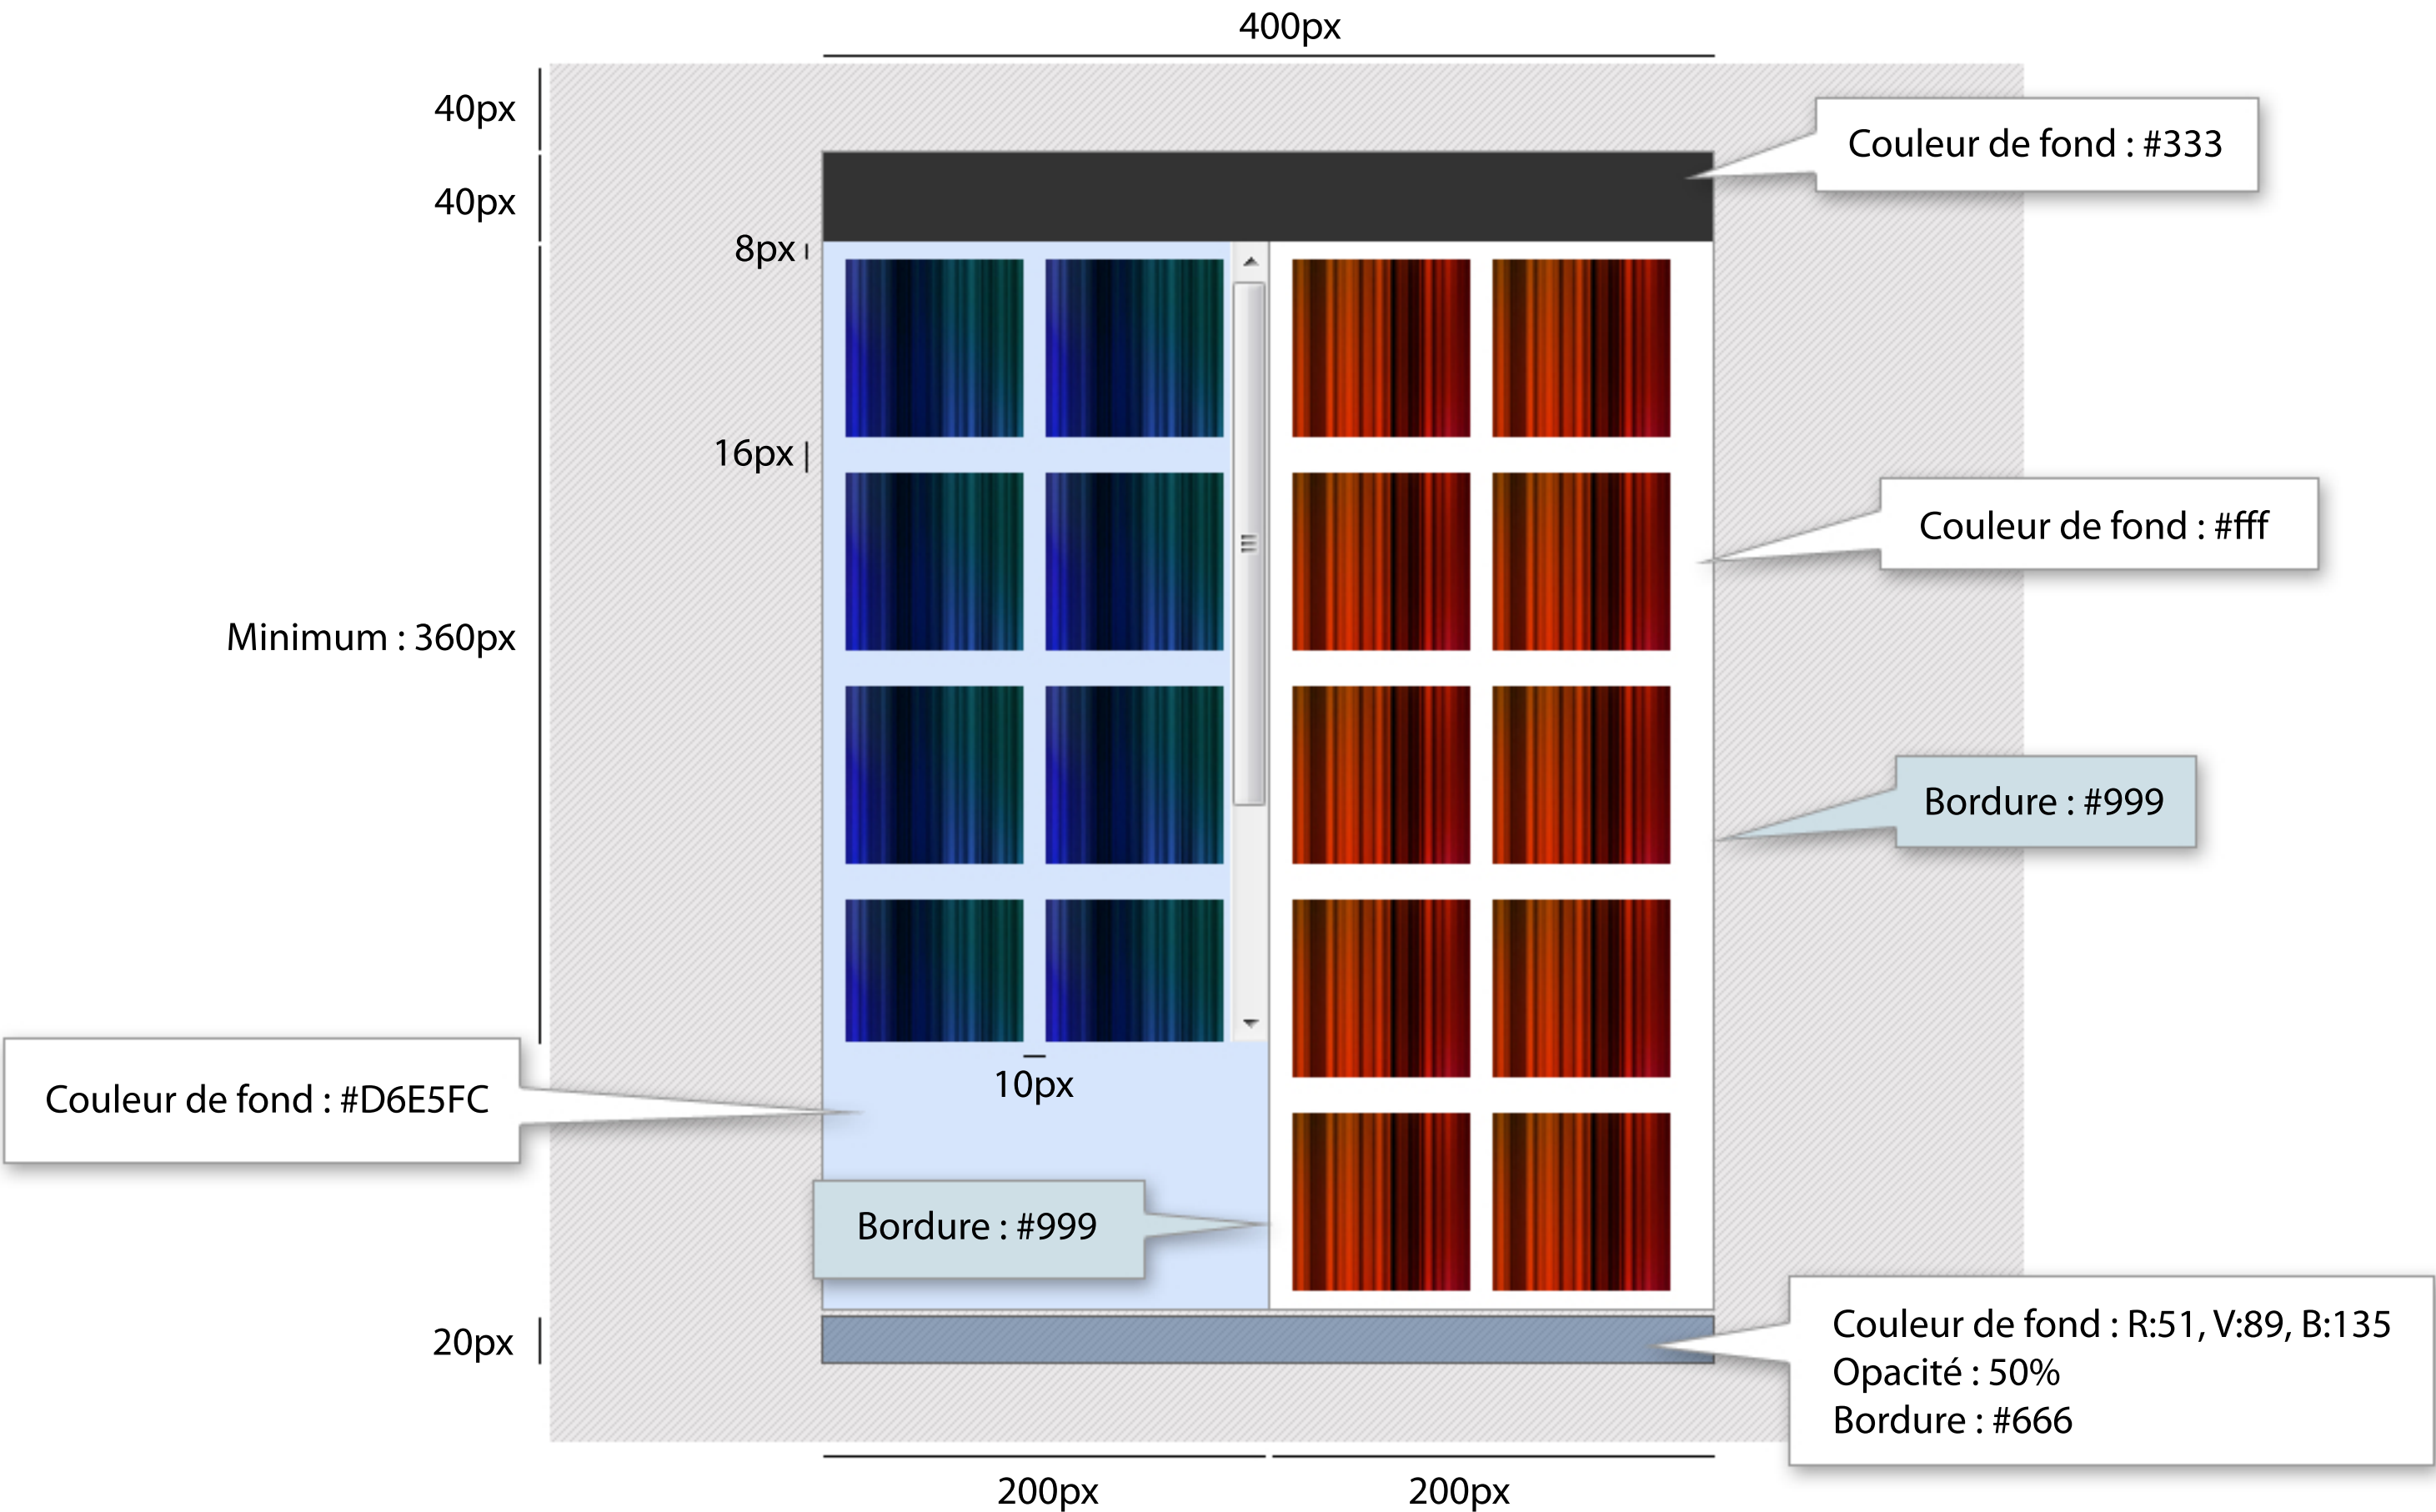 400px
40px
Couleur de fond : #333
40px
8px
16px
Couleur de fond : #fff
Minimum : 360px
Bordure : #999
10px
Couleur de fond : #D6E5FC
Bordure : #999
Couleur de fond : R:51, V:89, B:135
20px
Opacité : 50%
Bordure : #666
200px
200px